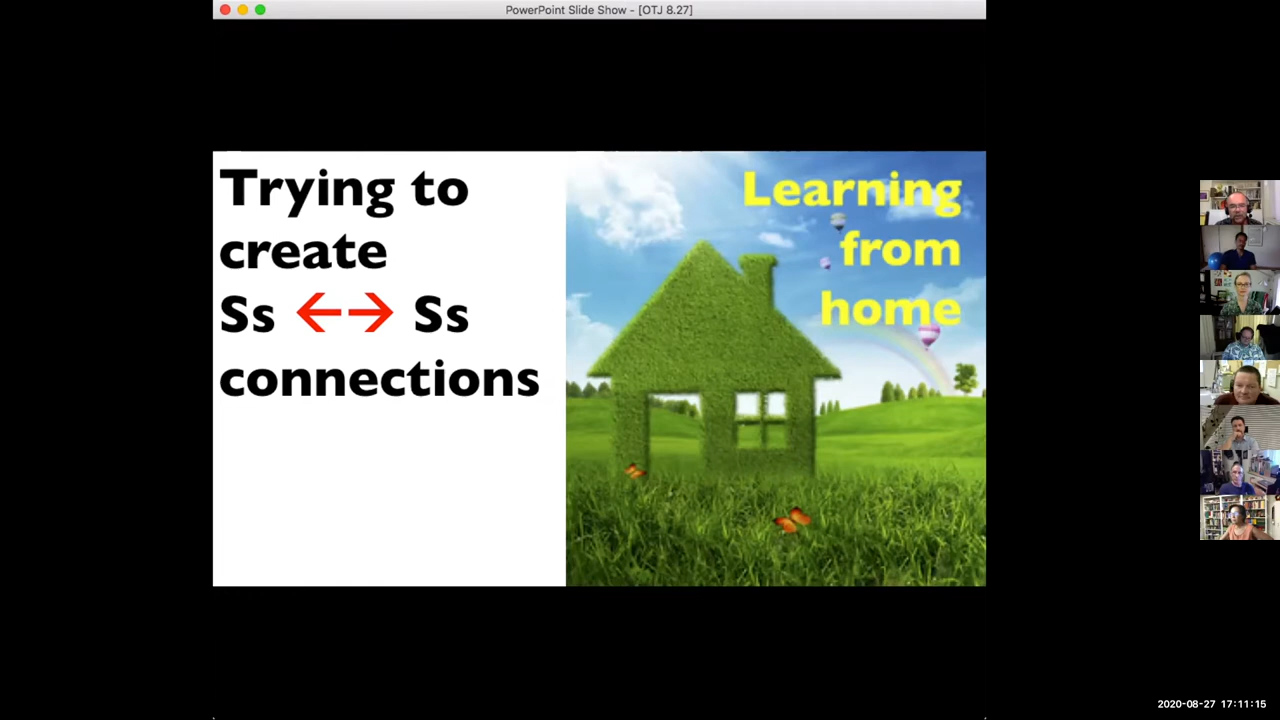 PowerPoint Slide Show - [OTJ 8.27]
Trying to
create
Ss ←→ Ss
connections
Learning
from
home
2020-08-27 17:11:15